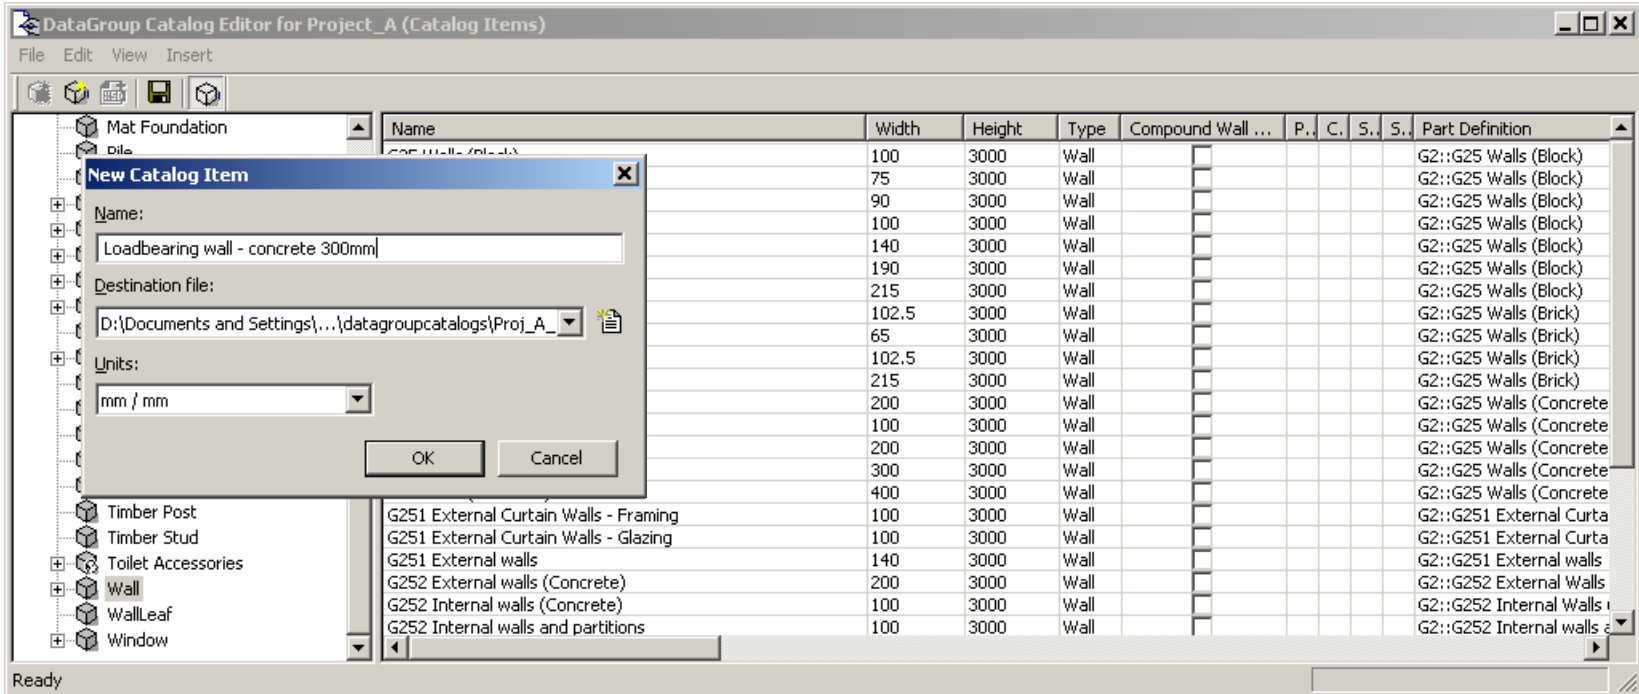 DataGroup Catalog Editor for Project_A (Catalog Items)
File Edit View Insert
Mat Foundation
Pile
Timber Post
Timber Stud
Toilet Accessories
Wall
WallLeaf
Window
New Catalog Item
Name:
Loadbearing wall - concrete 300mm
Destination file:
D:\Documents and Settings\...\datagroupcatalogs\Proj_A_
Units:
mm / mm
OK Cancel
Name Width Height Type Compound Wall ... P.. C. S.. S.. Part Definition
G25 Walls (Block) 100 3000 Wall G2::G25 Walls (Block)
75 3000 Wall G2::G25 Walls (Block)
90 3000 Wall G2::G25 Walls (Block)
100 3000 Wall G2::G25 Walls (Block)
140 3000 Wall G2::G25 Walls (Block)
190 3000 Wall G2::G25 Walls (Block)
215 3000 Wall G2::G25 Walls (Block)
102.5 3000 Wall G2::G25 Walls (Brick)
65 3000 Wall G2::G25 Walls (Brick)
102.5 3000 Wall G2::G25 Walls (Brick)
215 3000 Wall G2::G25 Walls (Brick)
200 3000 Wall G2::G25 Walls (Concrete
100 3000 Wall G2::G25 Walls (Concrete
200 3000 Wall G2::G25 Walls (Concrete
300 3000 Wall G2::G25 Walls (Concrete
400 3000 Wall G2::G25 Walls (Concrete
G251 External Curtain Walls - Framing 100 3000 Wall G2::G251 External Curta
G251 External Curtain Walls - Glazing 100 3000 Wall G2::G251 External Curta
G251 External walls 140 3000 Wall G2::G251 External walls
G252 External walls (Concrete) 200 3000 Wall G2::G252 External Walls
G252 Internal walls (Concrete) 100 3000 Wall G2::G252 Internal Walls
G252 Internal walls and partitions 100 3000 Wall G2::G252 Internal walls
Ready